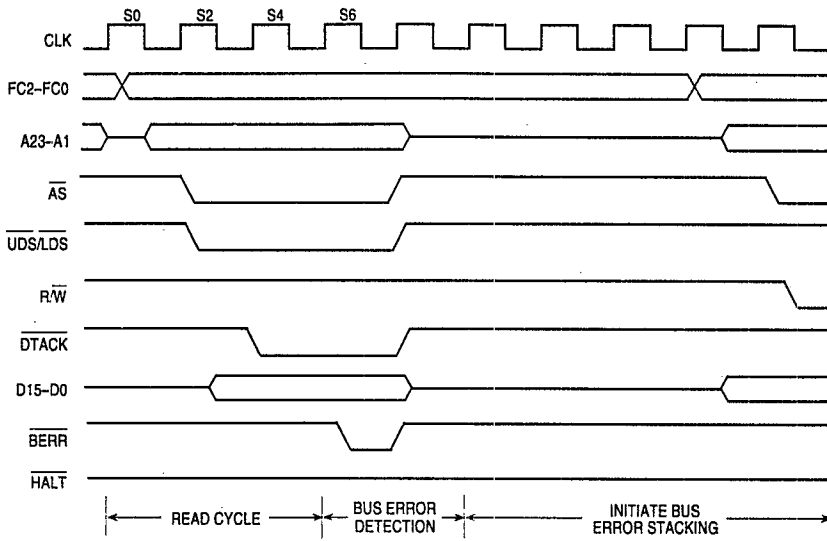 S0 S2 S4 S6
CLK
FC2–FC0
A23–A1
AS
UDS/LDS
R/W
DTACK
D15–D0
BERR
HALT
READ CYCLE
BUS ERROR
DETECTION
INITIATE BUS
ERROR STACKING